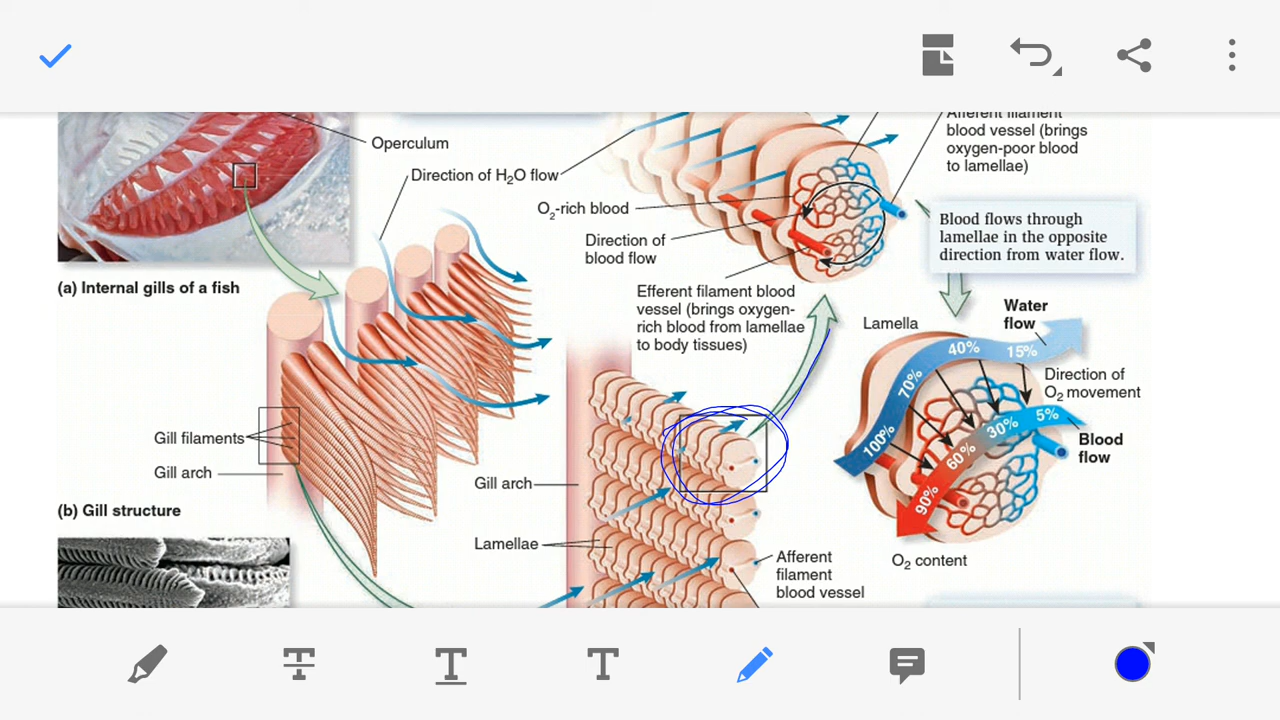 Operculum
Direction of H₂O flow
O₂-rich blood
Direction of
blood flow
Efferent filament blood
vessel (brings oxygen-
rich blood from lamellae
to body tissues)
Afferent filament
blood vessel (brings
oxygen-poor blood
to lamellae)
Blood flows through
lamellae in the opposite
direction from water flow.
(a) Internal gills of a fish
Gill filaments
Gill arch
(b) Gill structure
Gill arch
Lamellae
Afferent
filament
blood vessel
Lamella
Water
flow
100%
70%
40%
15%
Direction of
O₂ movement
5%
30%
60%
90%
Blood
flow
O₂ content
T
T
T